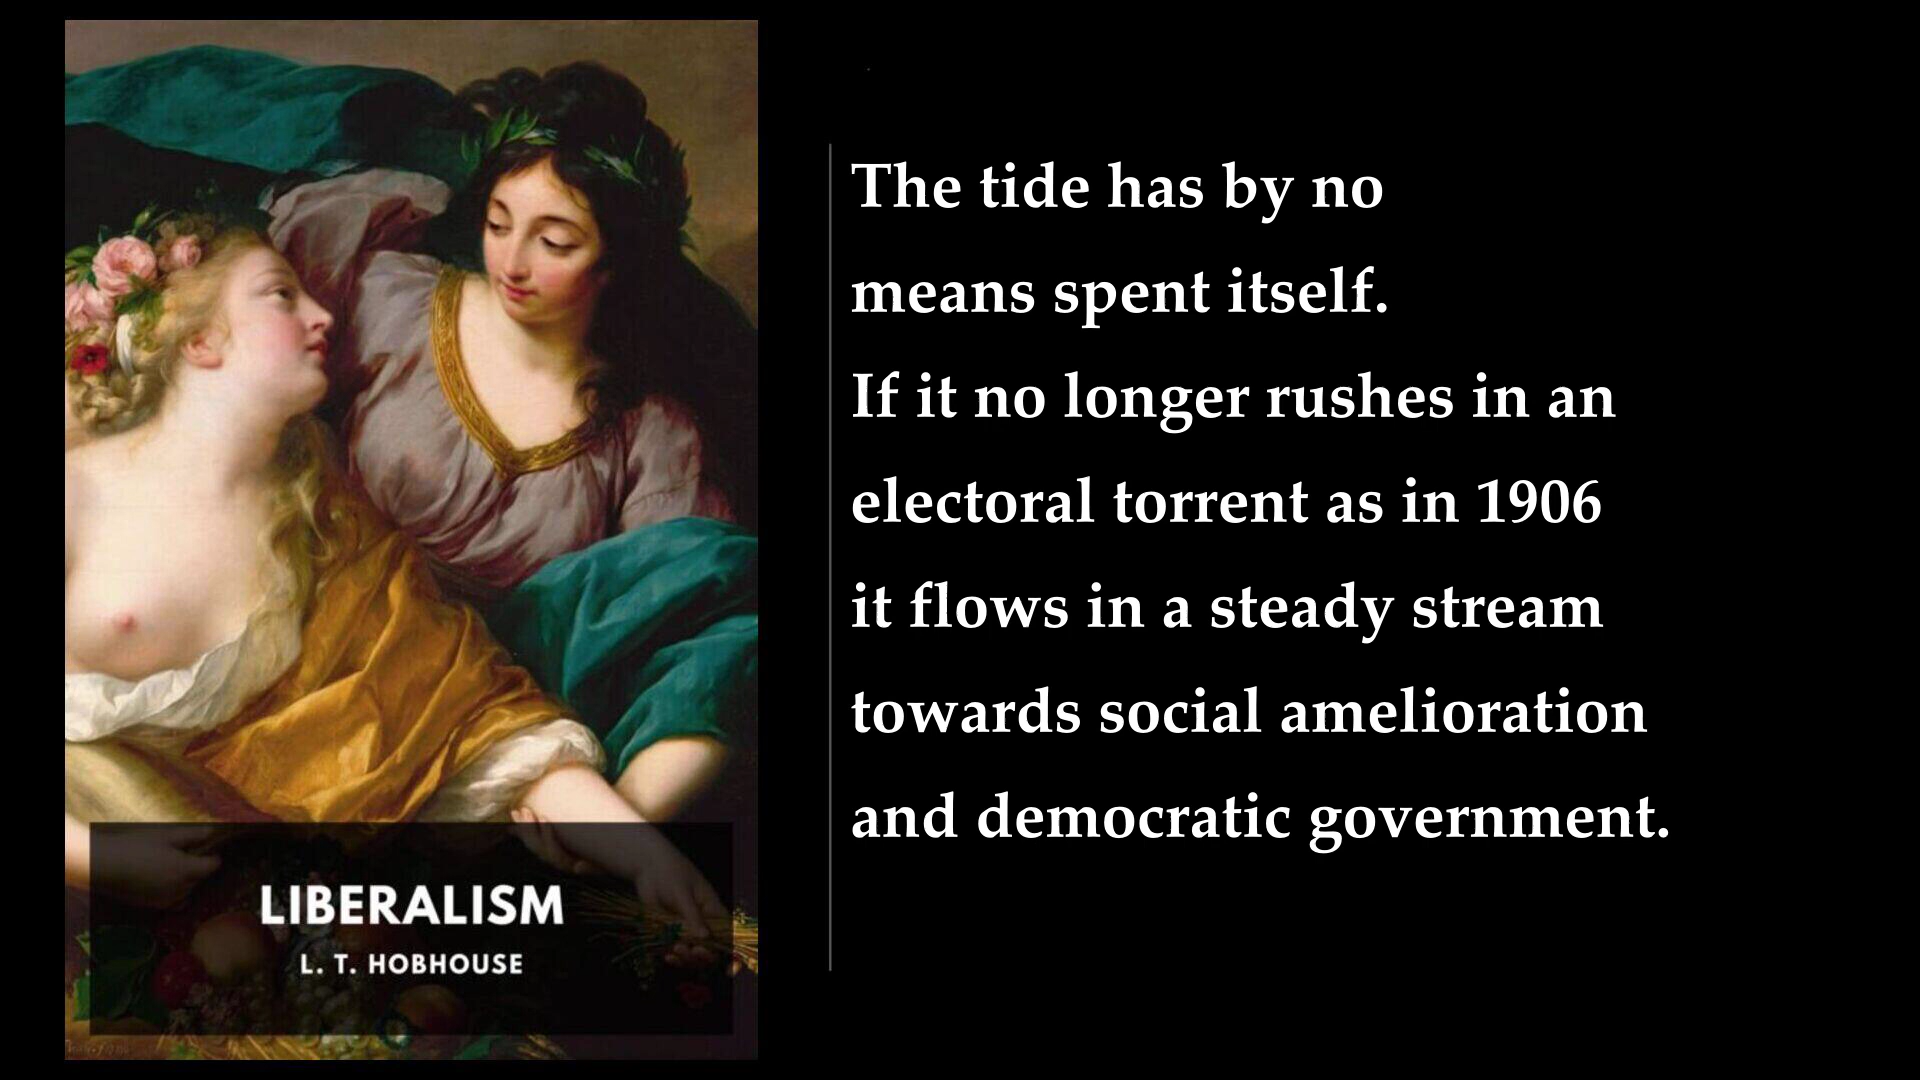 The tide has by no
means spent itself.
If it no longer rushes in an
electoral torrent as in 1906
it flows in a steady stream
towards social amelioration
and democratic government.
LIBERALISM
L. T. HOBHOUSE